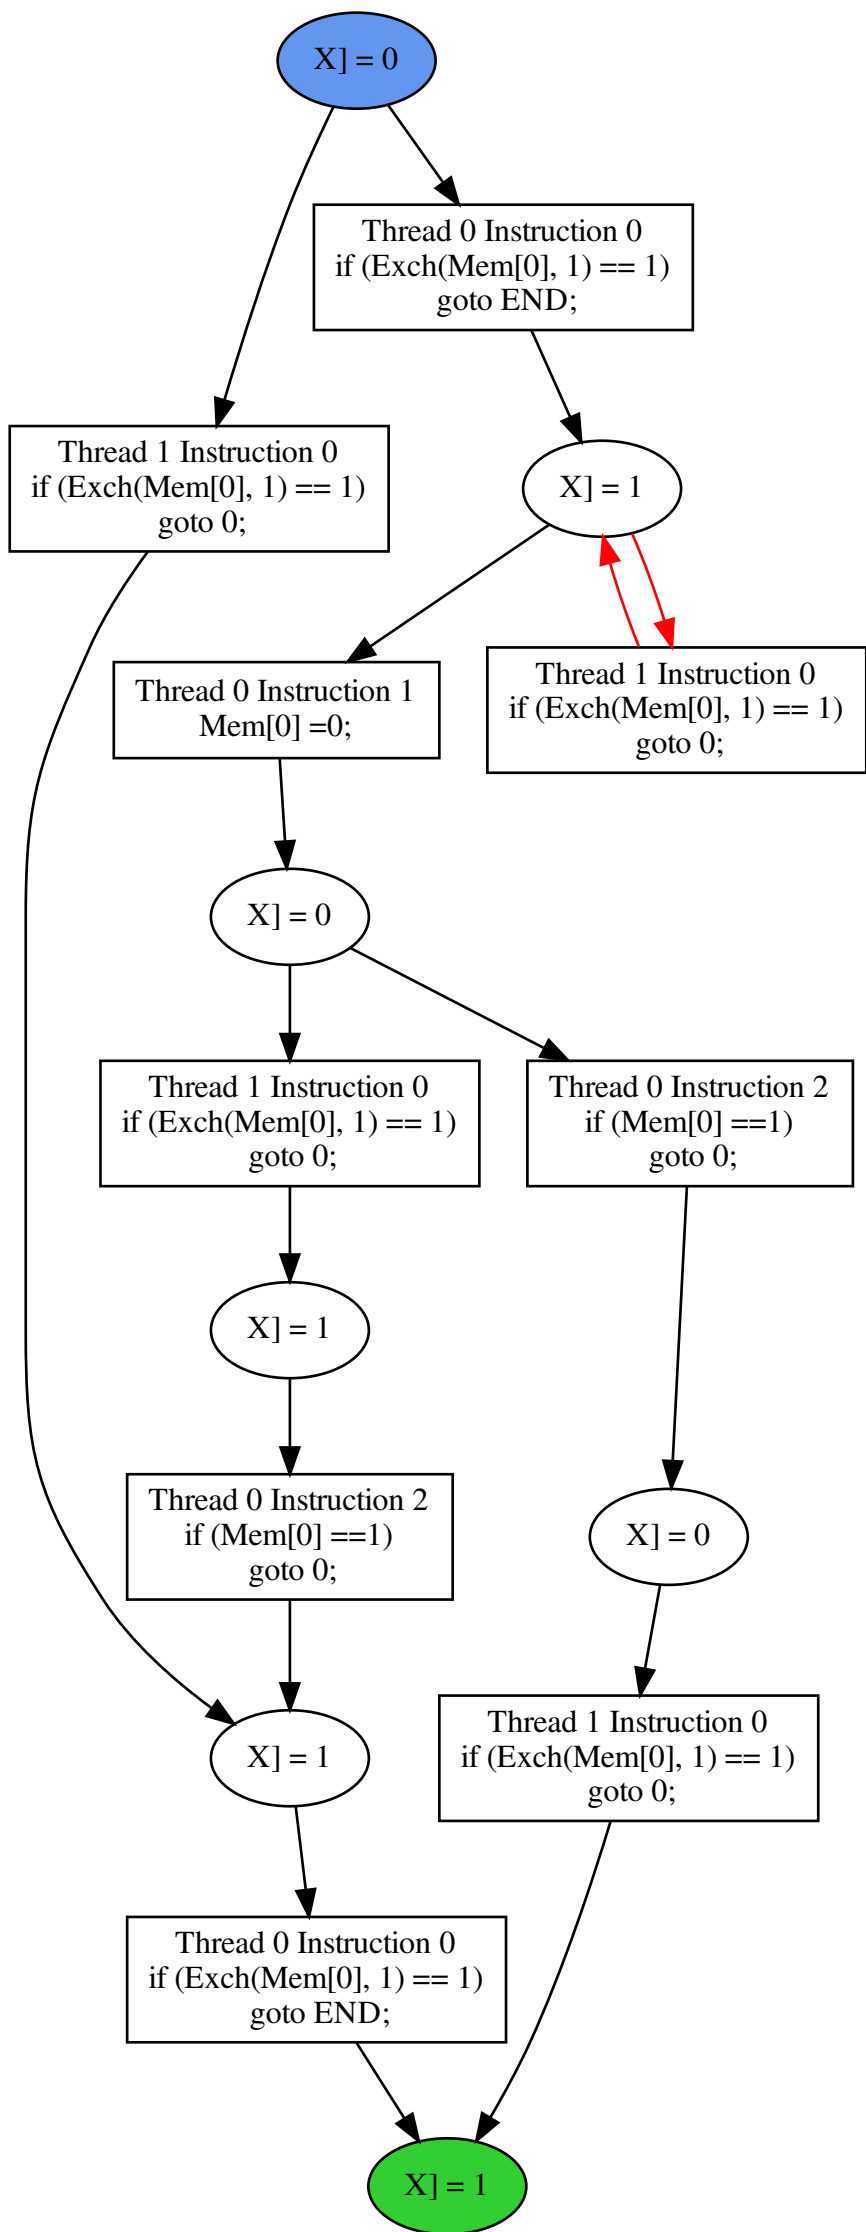 X] = 0
Thread 0 Instruction 0
if (Exch(Mem[0], 1) == 1)
goto END;
Thread 1 Instruction 0
if (Exch(Mem[0], 1) == 1)
goto 0;
X] = 1
Thread 0 Instruction 1
Mem[0] =0;
Thread 1 Instruction 0
if (Exch(Mem[0], 1) == 1)
goto 0;
X] = 0
Thread 1 Instruction 0
if (Exch(Mem[0], 1) == 1)
goto 0;
Thread 0 Instruction 2
if (Mem[0] ==1)
goto 0;
X] = 1
Thread 0 Instruction 2
if (Mem[0] ==1)
goto 0;
X] = 0
X] = 1
Thread 1 Instruction 0
if (Exch(Mem[0], 1) == 1)
goto 0;
Thread 0 Instruction 0
if (Exch(Mem[0], 1) == 1)
goto END;
X] = 1